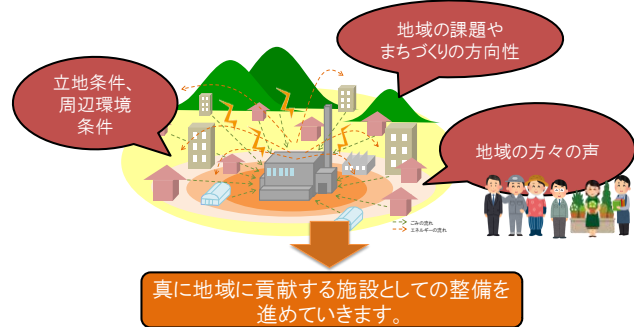 地域の課題や
まちづくりの方向性
立地条件、
周辺環境
条件
地域の方々の声
ごみの流れ
エネルギーの流れ
真に地域に貢献する施設としての整備を
進めていきます。